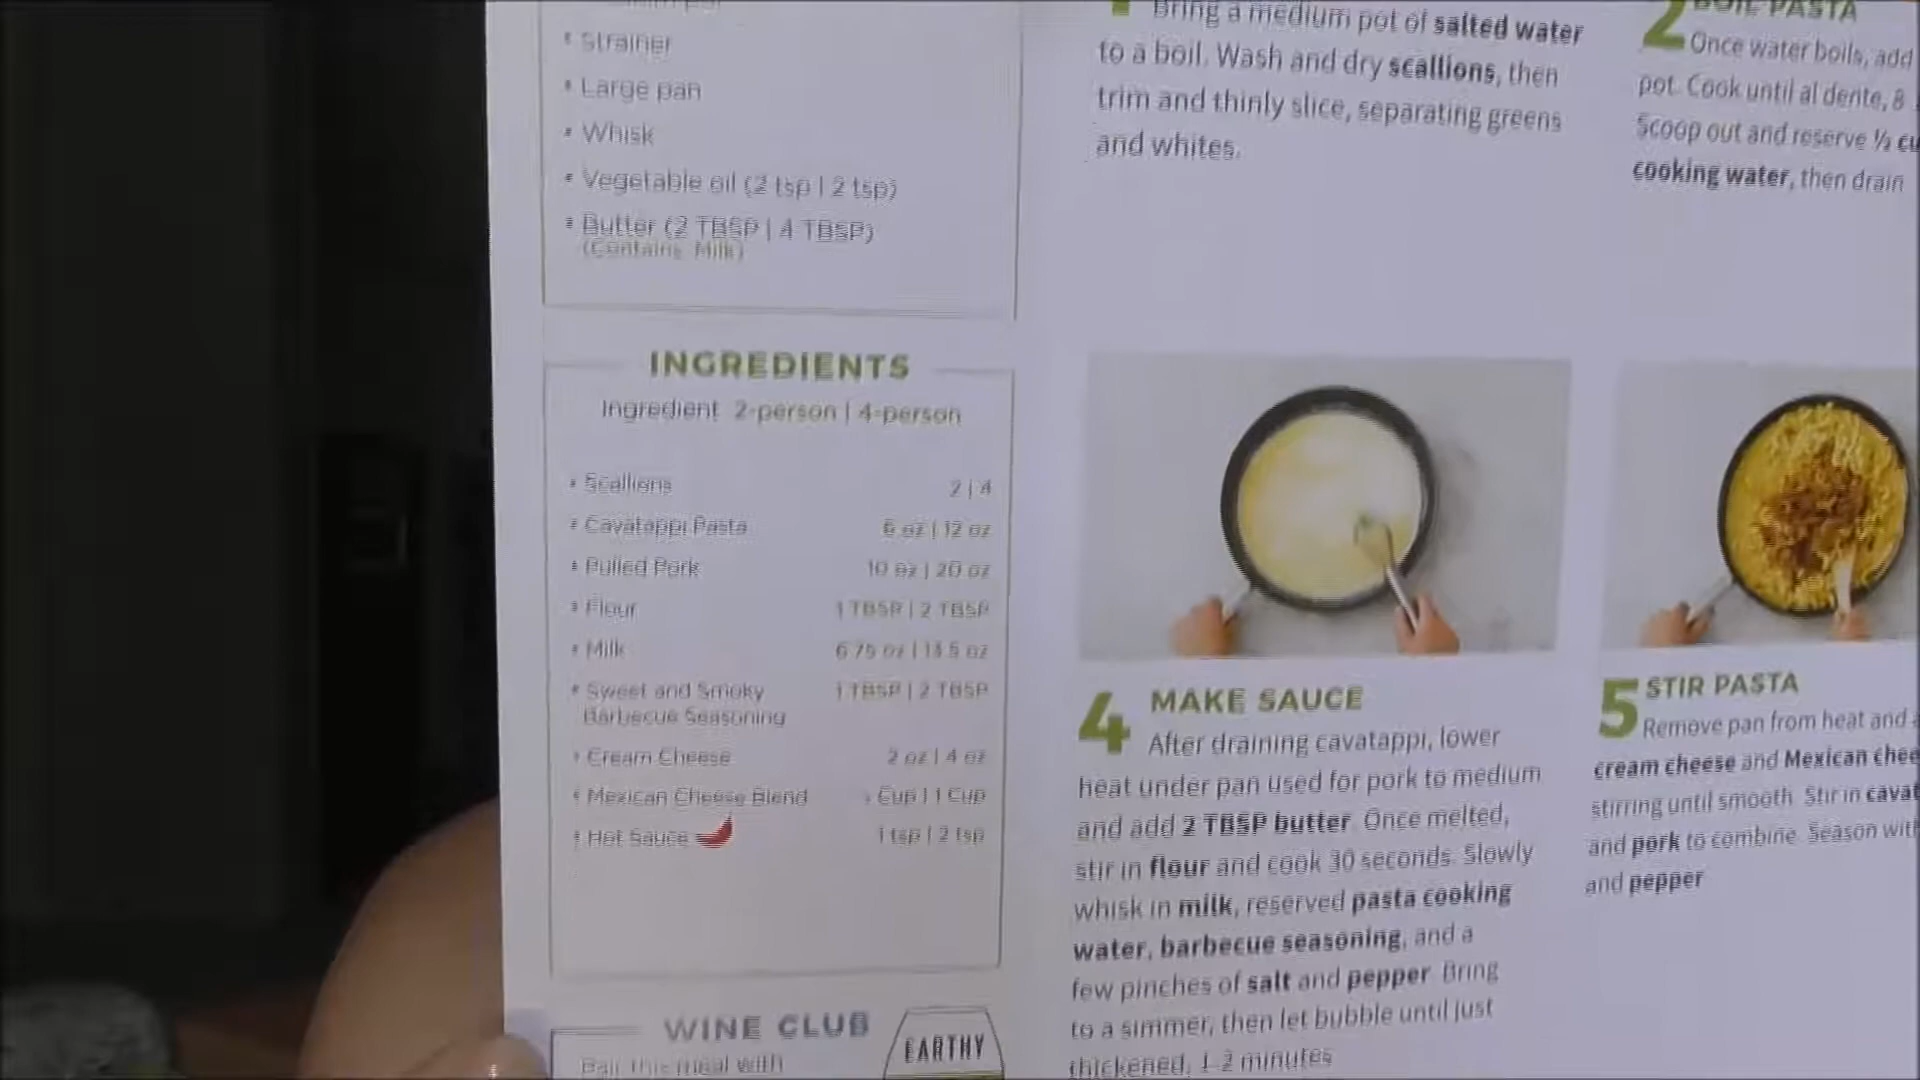 Strainer
Large pan
Whisk
Vegetable oil (2 tsp | 2 tsp)
Butter (2 TBSP | 4 TBSP)
(Contains: Milk)
INGREDIENTS
Ingredient 2-person | 4-person
Scallions 2 | 4
Cavatappi Pasta 6 oz | 12 oz
Pulled Pork 10 oz | 20 oz
Flour 1 TBSP | 2 TBSP
Milk 6.75 oz | 13.5 oz
Sweet and Smoky 1 TBSP | 2 TBSP
Barbecue Seasoning
Cream Cheese 2 oz | 4 oz
Mexican Cheese Blend Cup | 1 Cup
Hot Sauce 1 tsp | 2 tsp
WINE CLUB
Pair this meal with
EARTHY
Bring a medium pot of salted water
to a boil. Wash and dry scallions, then
trim and thinly slice, separating greens
and whites.
2 BOIL PASTA
Once water boils, add
pot. Cook until al dente, 8
Scoop out and reserve ½
cooking water, then drain
4 MAKE SAUCE
After draining cavatappi, lower
heat under pan used for pork to medium
and add 2 TBSP butter. Once melted,
stir in flour and cook 30 seconds. Slowly
whisk in milk, reserved pasta cooking
water, barbecue seasoning, and a
few pinches of salt and pepper. Bring
to a simmer, then let bubble until just
thickened, 1-2 minutes
5 STIR PASTA
Remove pan from heat and
cream cheese and Mexican
stirring until smooth. Stir in
and pork to combine. Season
and pepper